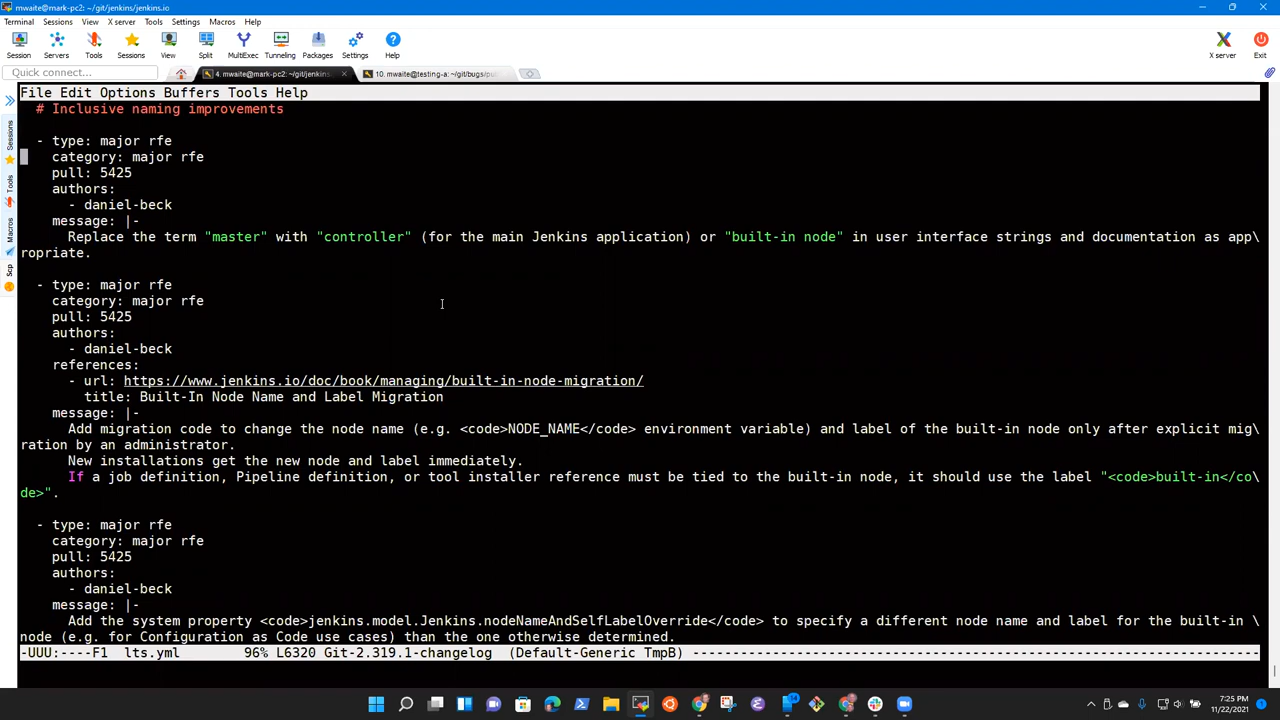 mwaite@mark-pc2: ~/git/jenkins/jenkins.io
Terminal Sessions View X server Tools Settings Macros Help
Session Servers Tools Sessions View Split MultiExec Tunneling Packages Settings Help X server Exit
Quick connect... 4. mwaite@mark-pc2: ~/git/jenkins 10. mwaite@testing-a: ~/git/bugs/
File Edit Options Buffers Tools Help
# Inclusive naming improvements
- type: major rfe
category: major rfe
pull: 5425
authors:
- daniel-beck
message: |-
Replace the term "master" with "controller" (for the main Jenkins application) or "built-in node" in user interface strings and documentation as app\
ropriate.
- type: major rfe
category: major rfe
pull: 5425
authors:
- daniel-beck
references:
- url: https://www.jenkins.io/doc/book/managing/built-in-node-migration/
title: Built-In Node Name and Label Migration
message: |-
Add migration code to change the node name (e.g. <code>NODE_NAME</code> environment variable) and label of the built-in node only after explicit mig\
ration by an administrator.
New installations get the new node and label immediately.
If a job definition, Pipeline definition, or tool installer reference must be tied to the built-in node, it should use the label "<code>built-in</co\
de>".
- type: major rfe
category: major rfe
pull: 5425
authors:
- daniel-beck
message: |-
Add the system property <code>jenkins.model.Jenkins.nodeNameAndSelfLabelOverride</code> to specify a different node name and label for the built-in \
node (e.g. for Configuration as Code use cases) than the one otherwise determined.
-UUU:----F1 lts.yml 96% L6320 Git-2.319.1-changelog (Default-Generic TmpB) ------------------------------------------------------------------------
Sessions
Tools
Macros
Scp
7:25 PM
11/22/2021